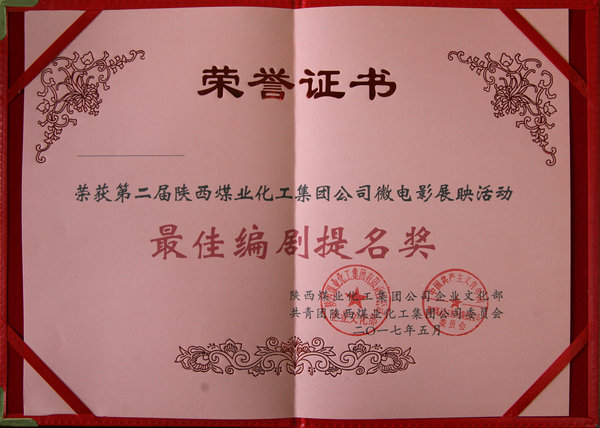 荣誉证书
荣获第二届陕西煤业化工集团公司微电影展映活动
最佳编剧提名奖
陕西煤业化工集团公司企业文化部
共青团陕西煤业化工集团公司委员会
二〇一七年五月